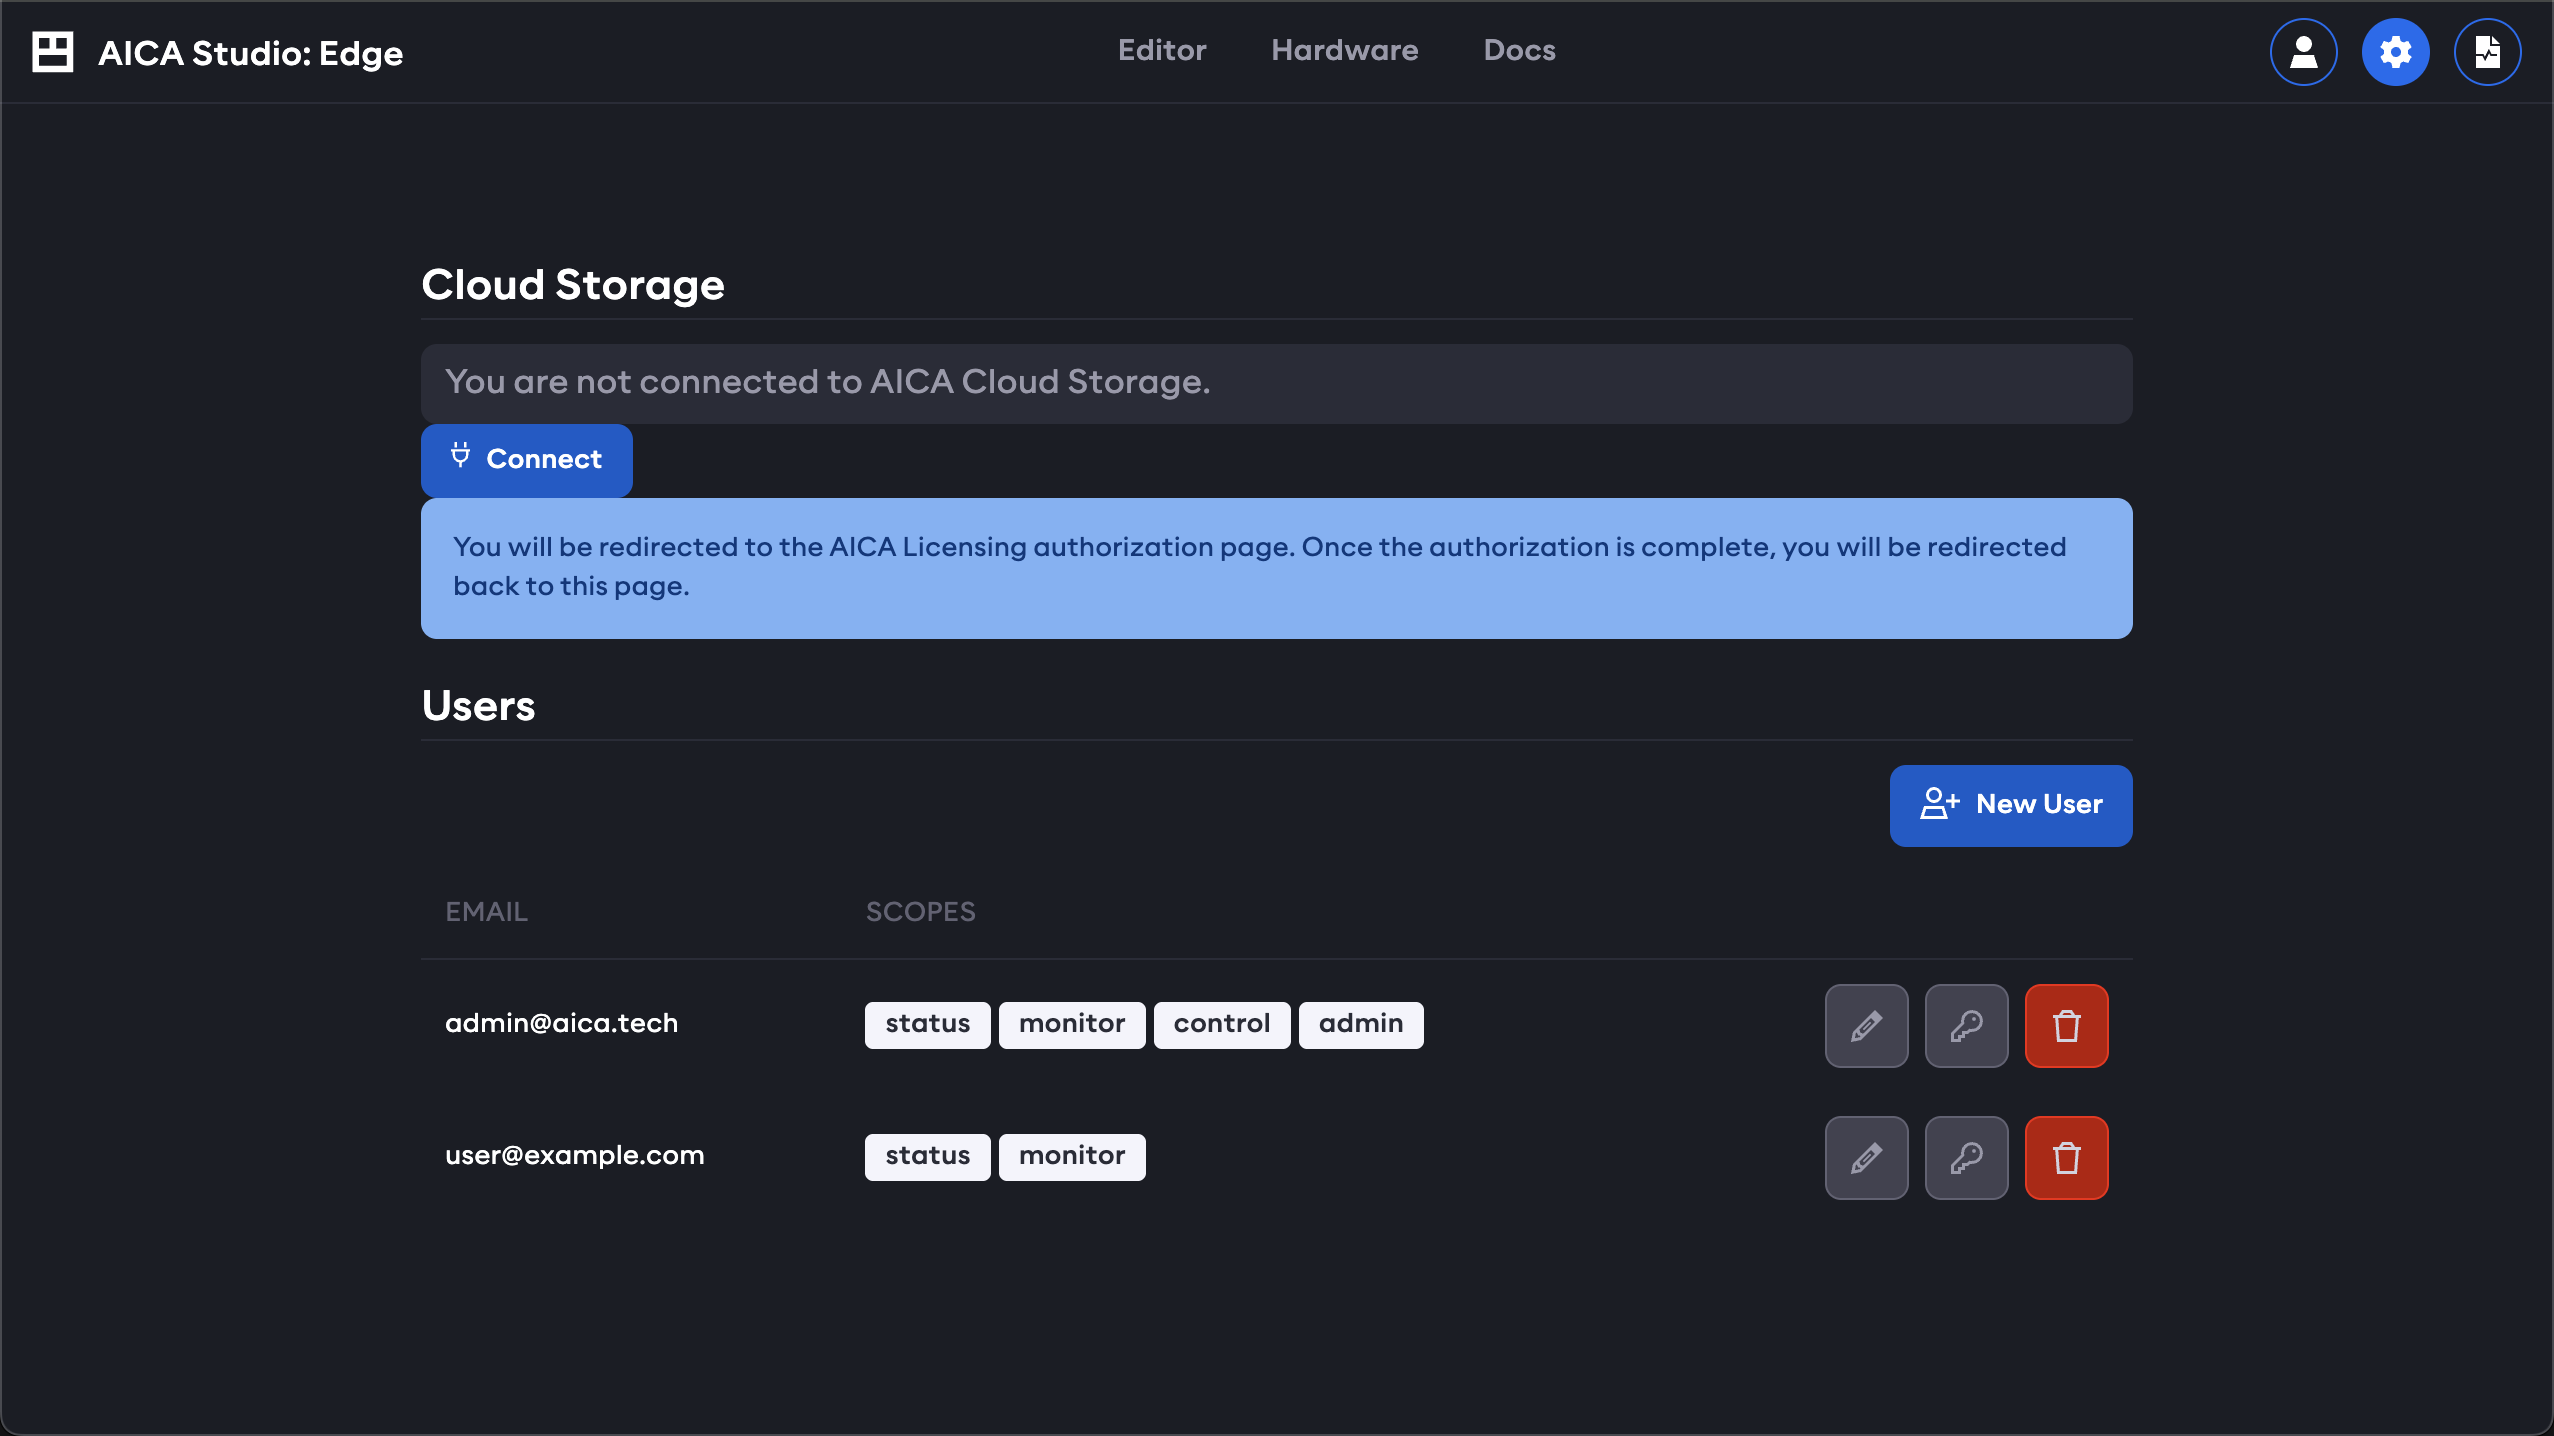 AICA Studio: Edge
Editor Hardware Docs
Cloud Storage
You are not connected to AICA Cloud Storage.
Connect
You will be redirected to the AICA Licensing authorization page. Once the authorization is complete, you will be redirected
back to this page.
Users
New User
EMAIL SCOPES
admin@aica.tech status monitor control admin
user@example.com status monitor